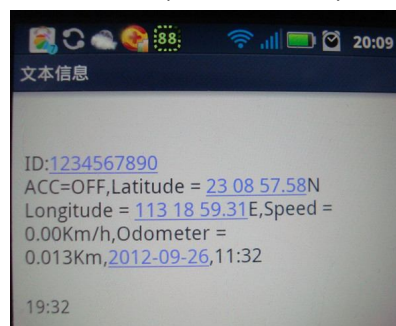 88
20:09
文本信息
ID:1234567890
ACC=OFF,Latitude = 23 08 57.58N
Longitude = 113 18 59.31E,Speed =
0.00Km/h,Odometer =
0.013Km,2012-09-26,11:32
19:32